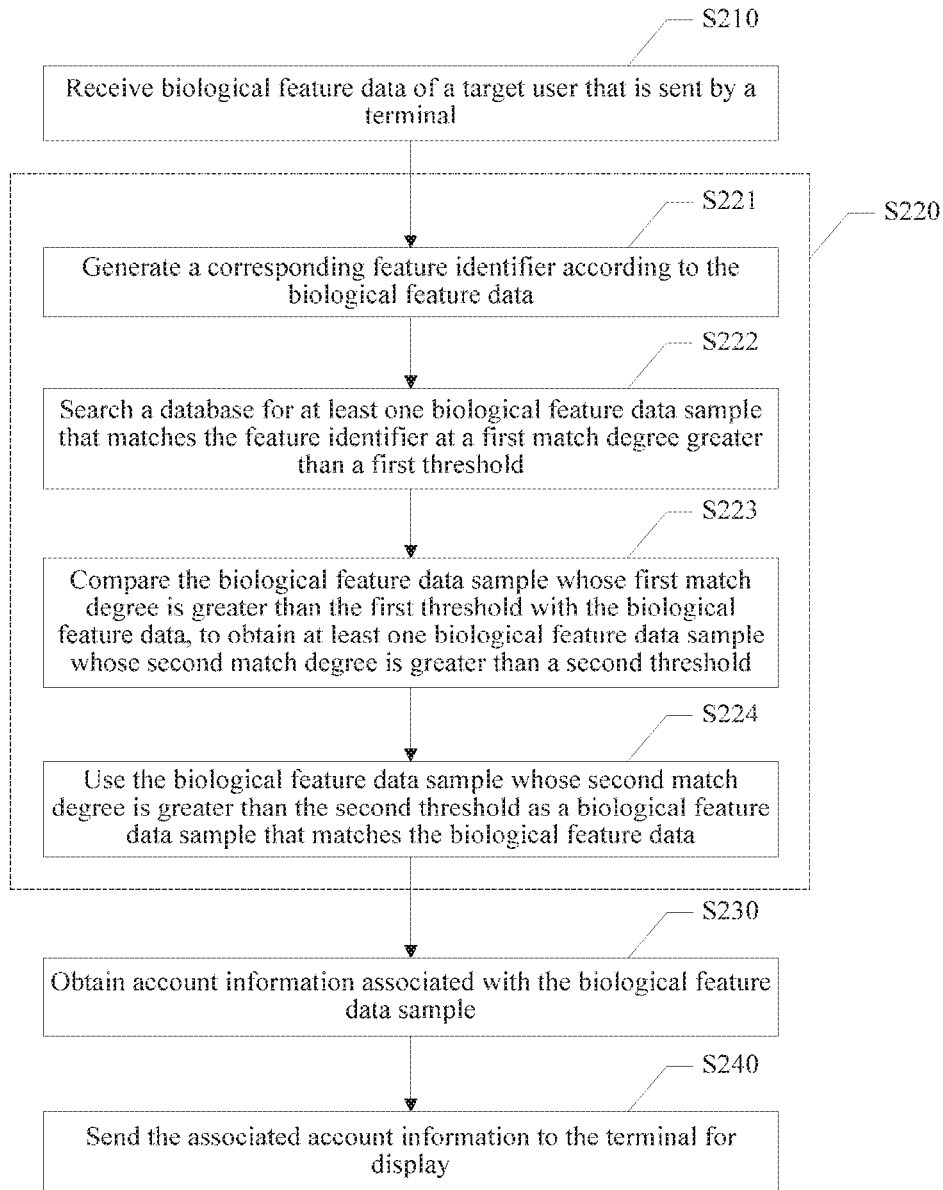 S210
Receive biological feature data of a target user that is sent by a
terminal
S220
S221
Generate a corresponding feature identifier according to the
biological feature data
S222
Search a database for at least one biological feature data sample
that matches the feature identifier at a first match degree greater
than a first threshold
S223
Compare the biological feature data sample whose first match
degree is greater than the first threshold with the biological
feature data, to obtain at least one biological feature data sample
whose second match degree is greater than a second threshold
S224
Use the biological feature data sample whose second match
degree is greater than the second threshold as a biological feature
data sample that matches the biological feature data
S230
Obtain account information associated with the biological feature
data sample
S240
Send the associated account information to the terminal for
display